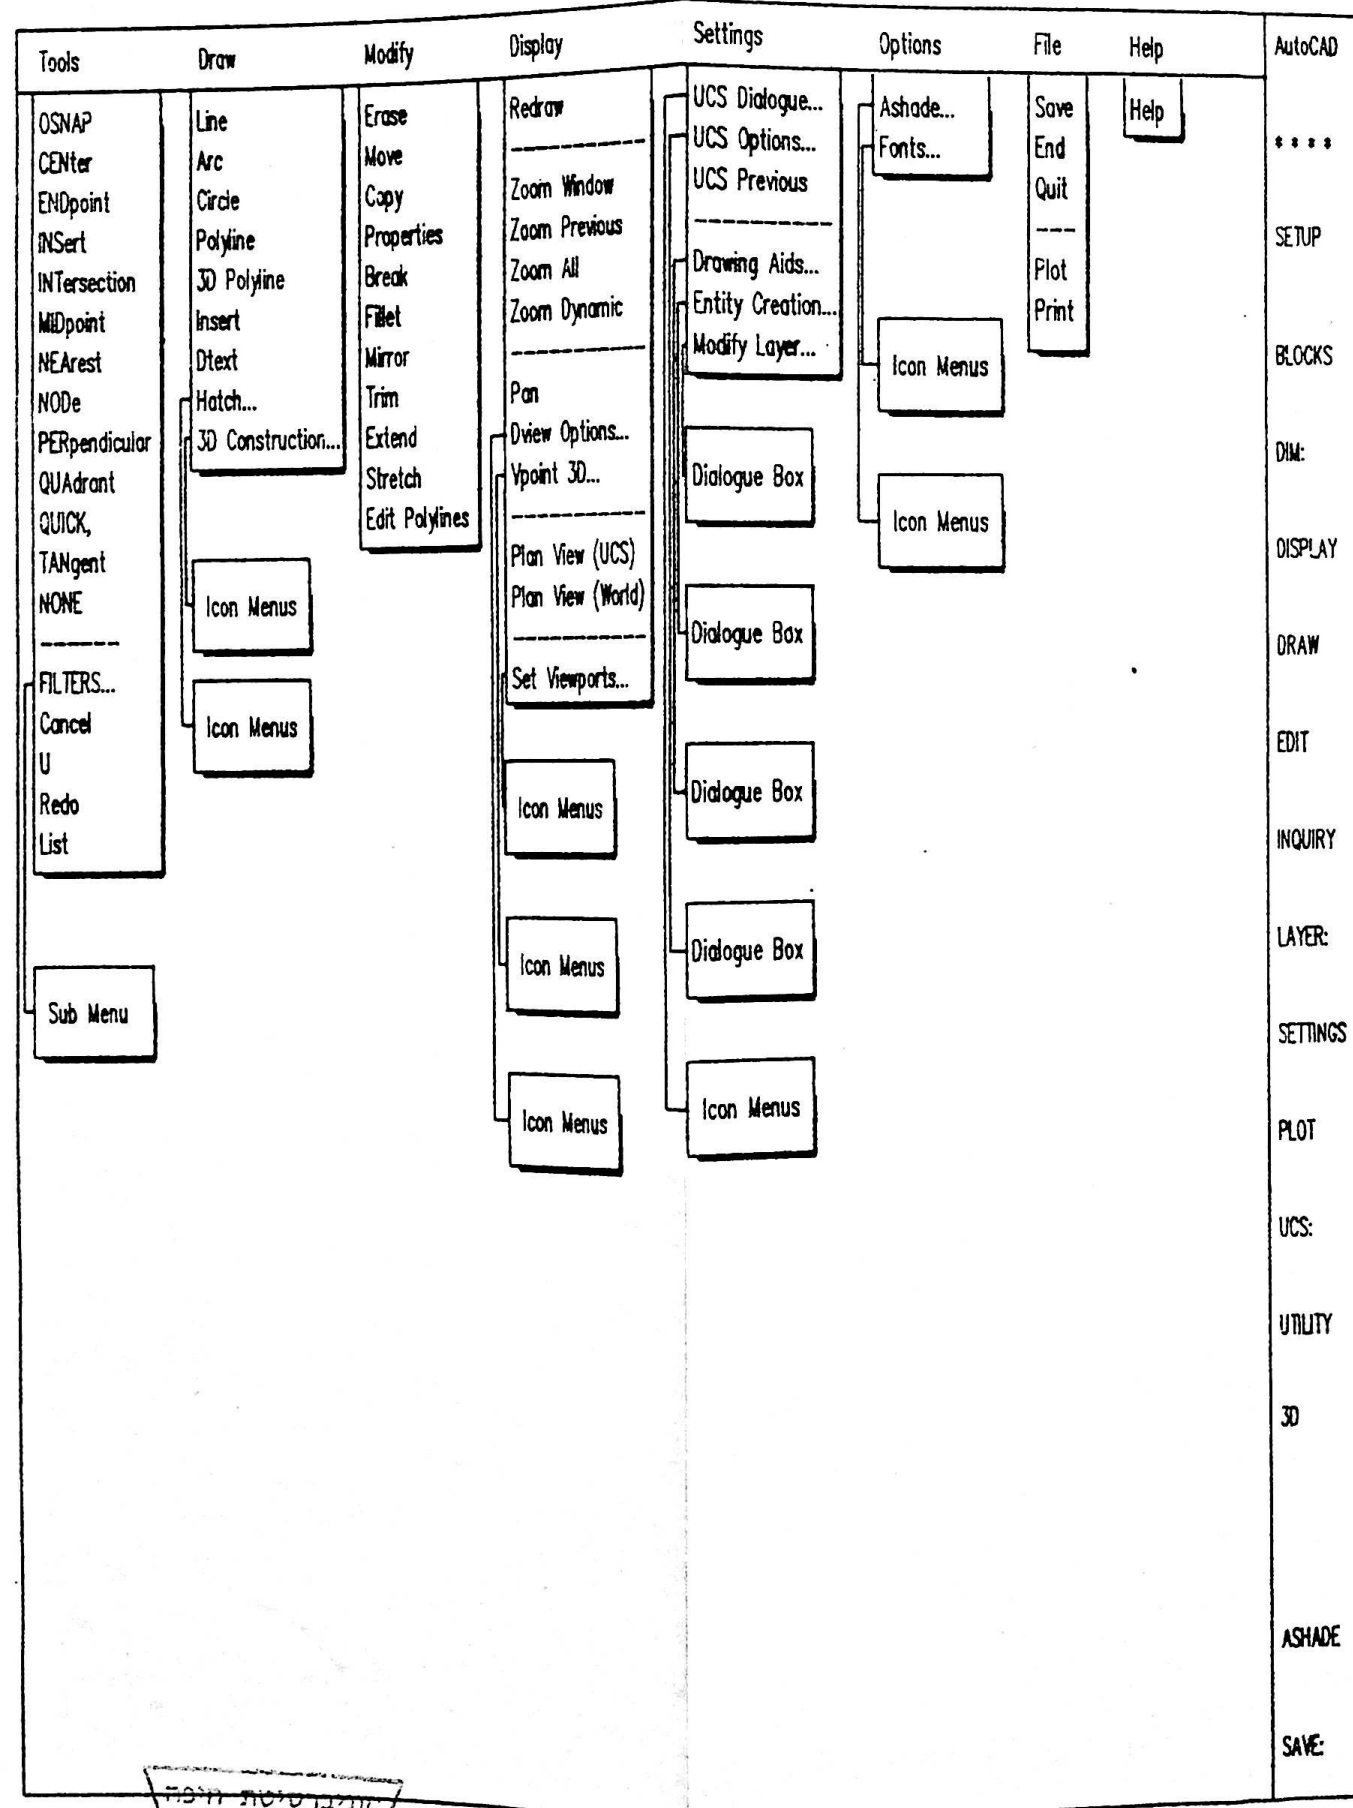 Tools Draw Modify Display Settings Options File Help AutoCAD
OSNAP
CENter
ENDpoint
INSert
INTersection
MIDpoint
NEArest
NODe
PERpendicular
QUAdrant
QUICK,
TANgent
NONE
FILTERS...
Cancel
U
Redo
List
Sub Menu
Line
Arc
Circle
Polyline
3D Polyline
Insert
Dtext
Hatch...
3D Construction...
Icon Menus
Icon Menus
Erase
Move
Copy
Properties
Break
Fillet
Mirror
Trim
Extend
Stretch
Edit Polylines
Redraw
Zoom Window
Zoom Previous
Zoom All
Zoom Dynamic
Pan
Dview Options...
Vpoint 3D...
Plan View (UCS)
Plan View (World)
Set Viewports...
Icon Menus
Icon Menus
Icon Menus
UCS Dialogue...
UCS Options...
UCS Previous
Drawing Aids...
Entity Creation...
Modify Layer...
Dialogue Box
Dialogue Box
Dialogue Box
Dialogue Box
Icon Menus
Ashade...
Fonts...
Icon Menus
Icon Menus
Save
End
Quit
Plot
Print
Help
* * * *
SETUP
BLOCKS
DIM:
DISPLAY
DRAW
EDIT
INQUIRY
LAYER:
SETTINGS
PLOT
UCS:
UTILITY
3D
ASHADE
SAVE: